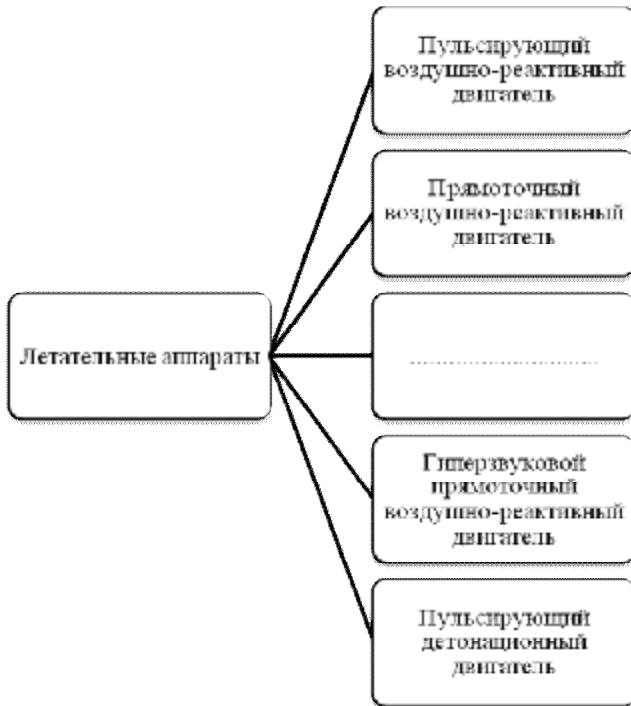 Пульсирующий
воздушно-реактивный
двигатель
Прямоточный
воздушно-реактивный
двигатель
Летательные аппараты
................................
Гиперзвуковой
прямоточный
воздушно-реактивный
двигатель
Пульсирующий
детонационный
двигатель